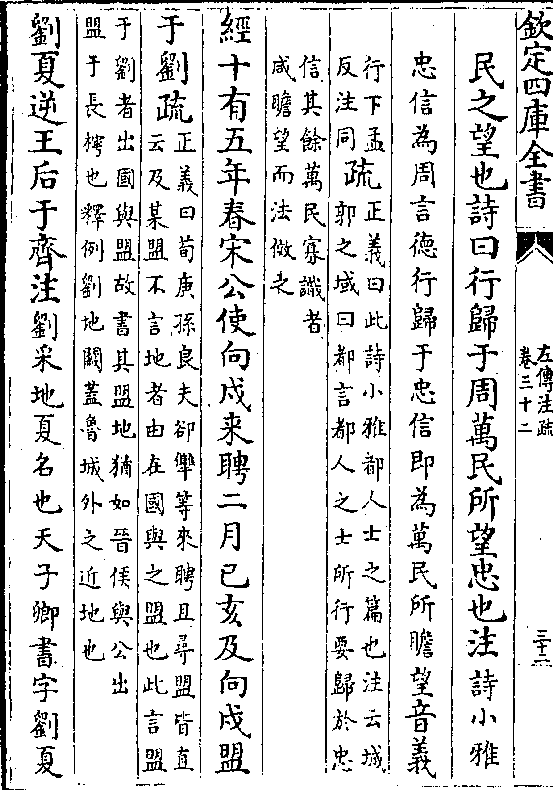 欽定四庫全書
左傳注疏
卷三十二
三十二
民之望也詩曰行歸于周萬民所望忠也注詩小雅
忠信為周言德行歸于忠信即為萬民所瞻望音義
行下孟
反注同疏正義曰此詩小雅都人士之篇也注云城
郭之域曰都言都人之士所行要歸於忠
信其餘萬民寡識者
咸瞻望而法傚之
經十有五年春宋公使向戍来聘二月已亥及向戍盟
于劉疏正義曰荀庚孫良夫卻犫等來聘且尋盟皆直
云及某盟不言地者由在國與之盟也此言盟
于劉者出國與盟故書其盟地猶如晉侯與公出
盟于長樗也釋例劉地闕蓋魯城外之近地也
劉夏逆王后于齊注劉采地夏名也天子卿書字劉夏